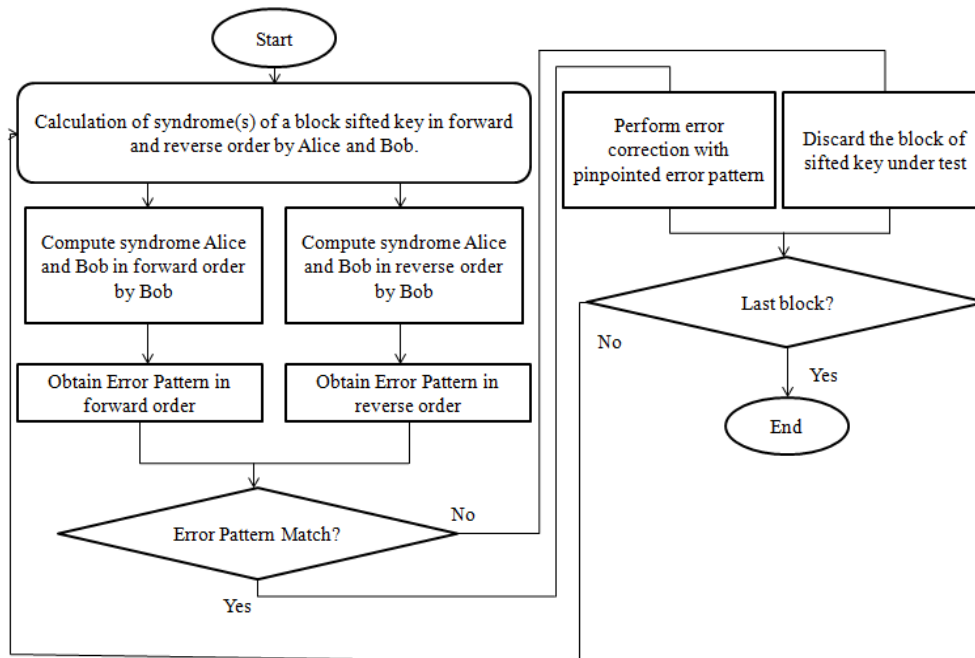 Start
Calculation of syndrome(s) of a block sifted key in forward
and reverse order by Alice and Bob.
Compute syndrome Alice
and Bob in forward order
by Bob
Compute syndrome Alice
and Bob in reverse order
by Bob
Obtain Error Pattern in
forward order
Obtain Error Pattern in
reverse order
Error Pattern Match?
No
Yes
Perform error
correction with
pinpointed error pattern
Discard the block of
sifted key under test
Last block?
No
Yes
End